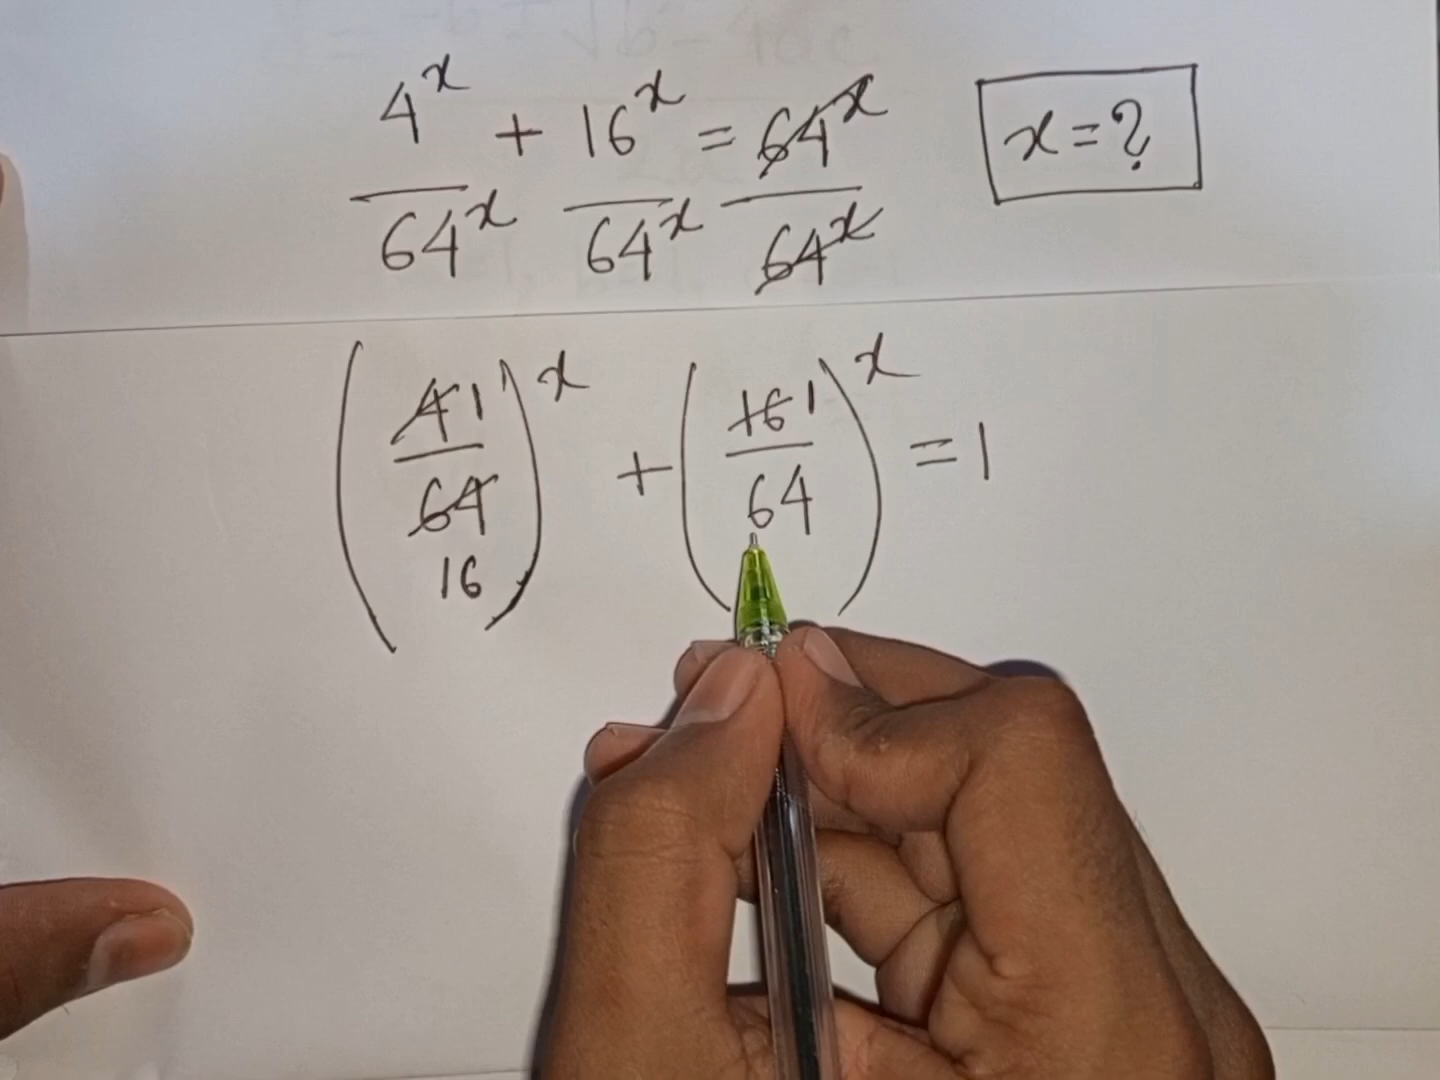 4^x + 16^x = 64^x x = ?
64^x 64^x 64^x
(4 1 / 64 16)^x + (16 1 / 64)^x = 1